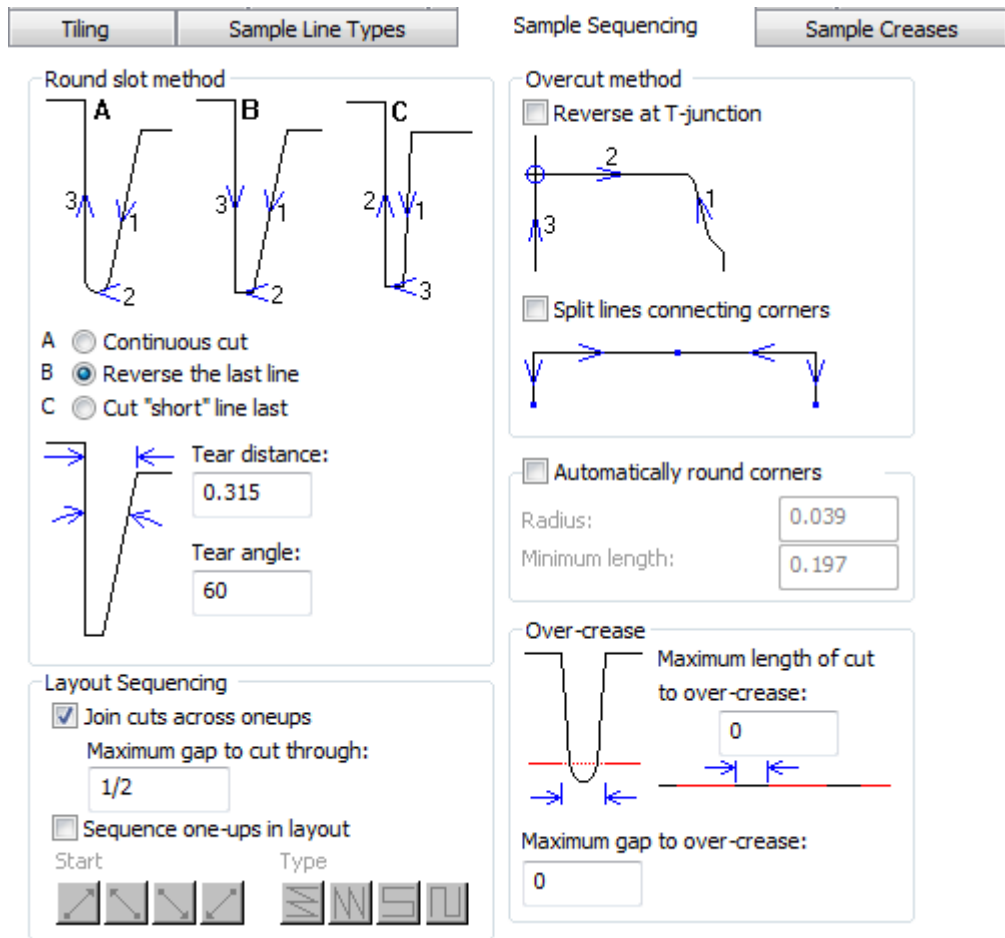 Tiling
Sample Line Types
Sample Sequencing
Sample Creases
Round slot method
A
B
C
3
1
2
3
1
2
2
1
3
A Continuous cut
B Reverse the last line
C Cut "short" line last
Tear distance:
0.315
Tear angle:
60
Layout Sequencing
Join cuts across oneups
Maximum gap to cut through:
1/2
Sequence one-ups in layout
Start
Type
Overcut method
Reverse at T-junction
2
1
3
Split lines connecting corners
Automatically round corners
Radius:
0.039
Minimum length:
0.197
Over-crease
Maximum length of cut
to over-crease:
0
Maximum gap to over-crease:
0